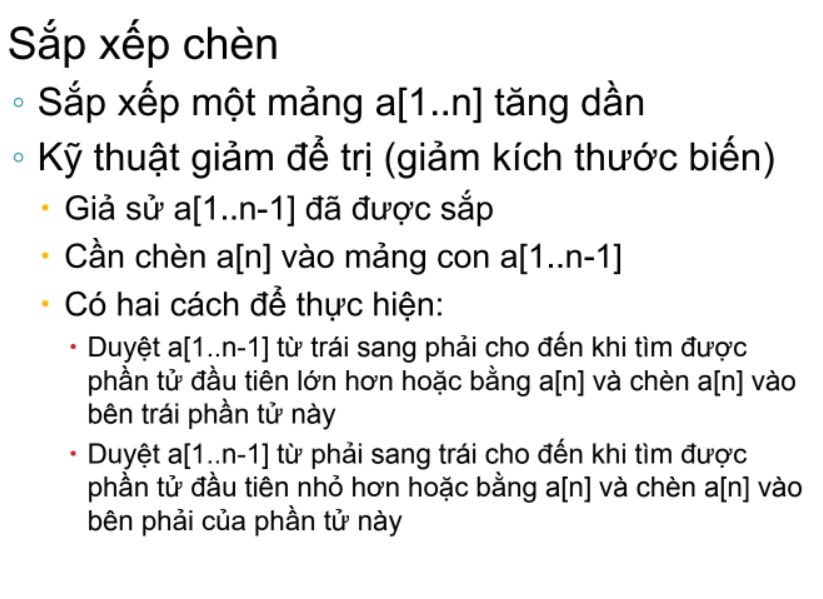 Sắp xếp chèn
◦ Sắp xếp một mảng a[1..n] tăng dần
◦ Kỹ thuật giảm để trị (giảm kích thước biến)
• Giả sử a[1..n-1] đã được sắp
• Cần chèn a[n] vào mảng con a[1..n-1]
• Có hai cách để thực hiện:
• Duyệt a[1..n-1] từ trái sang phải cho đến khi tìm được
phần tử đầu tiên lớn hơn hoặc bằng a[n] và chèn a[n] vào
bên trái phần tử này
• Duyệt a[1..n-1] từ phải sang trái cho đến khi tìm được
phần tử đầu tiên nhỏ hơn hoặc bằng a[n] và chèn a[n] vào
bên phải của phần tử này